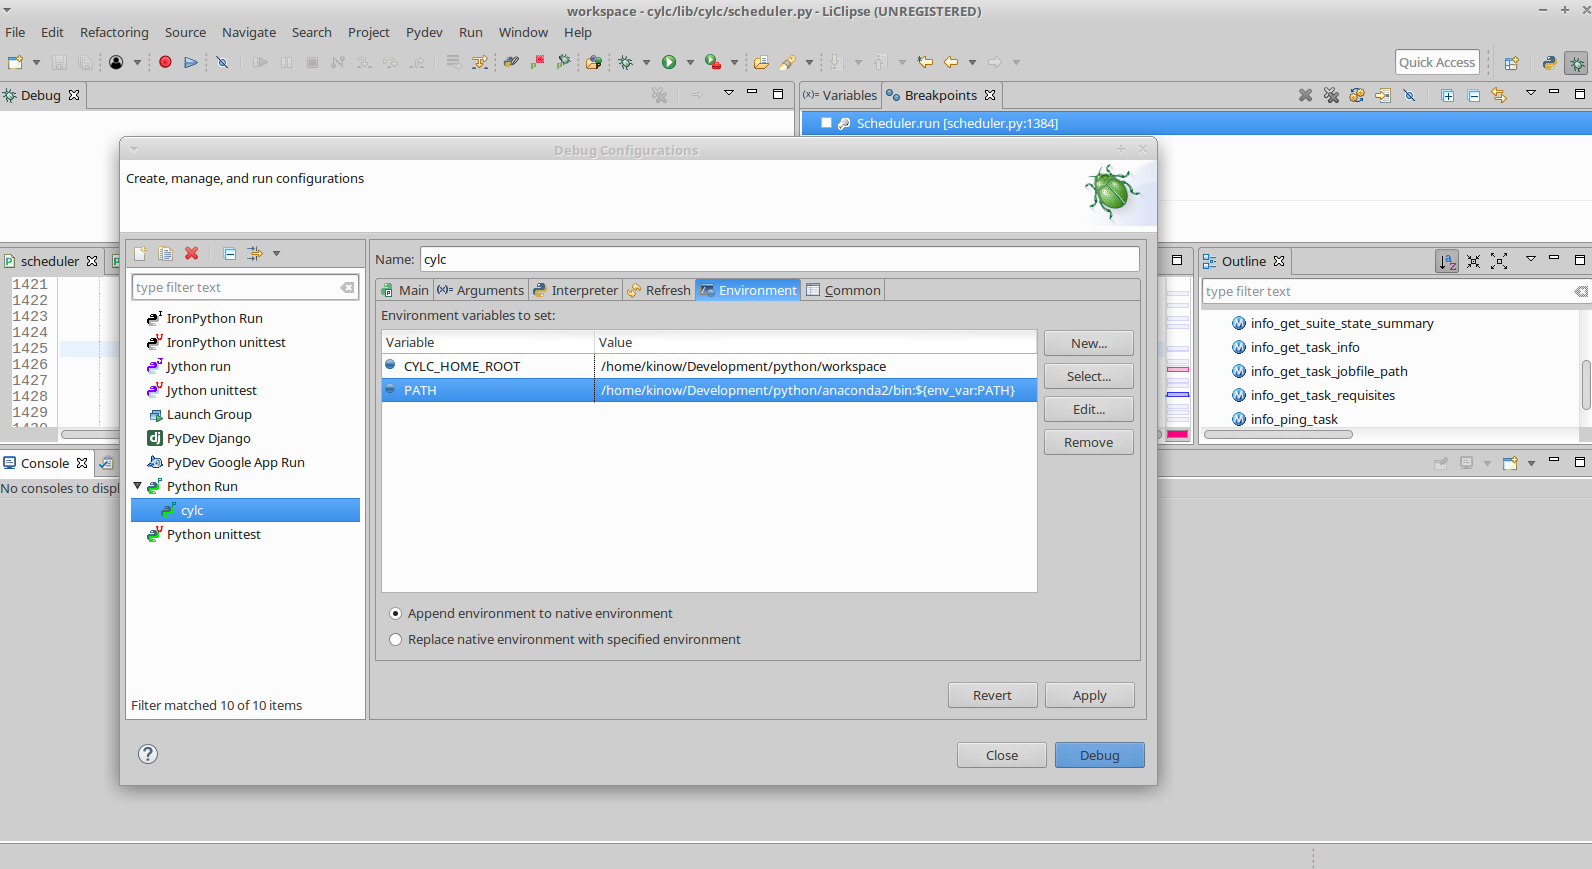 workspace - cylc/lib/cylc/scheduler.py - LiClipse (UNREGISTERED)
File Edit Refactoring Source Navigate Search Project Pydev Run Window Help
Quick Access
Debug
(x)= Variables Breakpoints
Scheduler.run [scheduler.py:1384]
Debug Configurations
Create, manage, and run configurations
scheduler
1421
1422
1423
1424
1425
1426
1427
1428
1429
1430
type filter text
IronPython Run
IronPython unittest
Jython run
Jython unittest
Launch Group
PyDev Django
PyDev Google App Run
Python Run
cylc
Python unittest
Filter matched 10 of 10 items
Name: cylc
Main (x)= Arguments Interpreter Refresh Environment Common
Environment variables to set:
Variable Value
CYLC_HOME_ROOT /home/kinow/Development/python/workspace
PATH /home/kinow/Development/python/anaconda2/bin:${env_var:PATH}
New...
Select...
Edit...
Remove
Append environment to native environment
Replace native environment with specified environment
Revert Apply
Close Debug
Outline
type filter text
info_get_suite_state_summary
info_get_task_info
info_get_task_jobfile_path
info_get_task_requisites
info_ping_task
Console
No consoles to displ